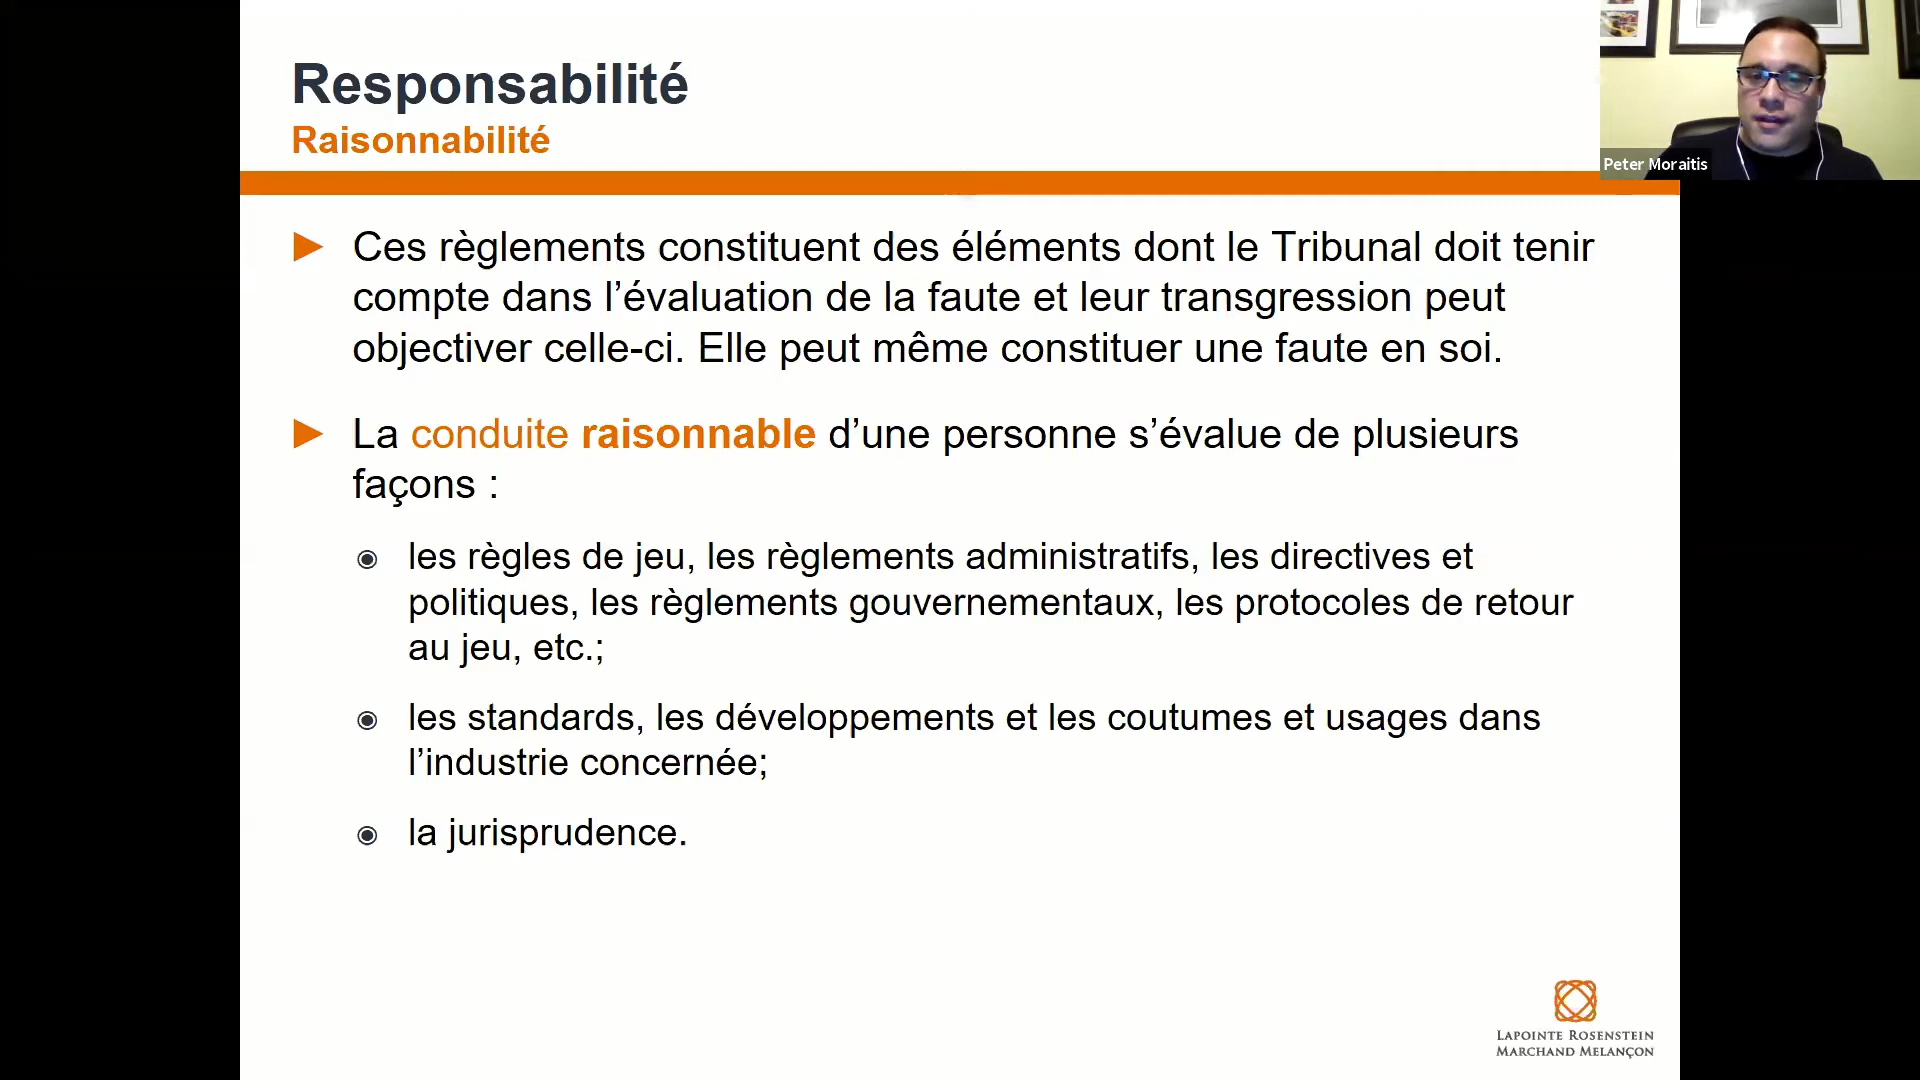 Responsabilité
Raisonnabilité
Peter Moraitis
► Ces règlements constituent des éléments dont le Tribunal doit tenir
compte dans l’évaluation de la faute et leur transgression peut
objectiver celle-ci. Elle peut même constituer une faute en soi.
► La conduite raisonnable d’une personne s’évalue de plusieurs
façons :
◉ les règles de jeu, les règlements administratifs, les directives et
politiques, les règlements gouvernementaux, les protocoles de retour
au jeu, etc.;
◉ les standards, les développements et les coutumes et usages dans
l’industrie concernée;
◉ la jurisprudence.
LAPOINTE ROSENSTEIN
MARCHAND MELANÇON